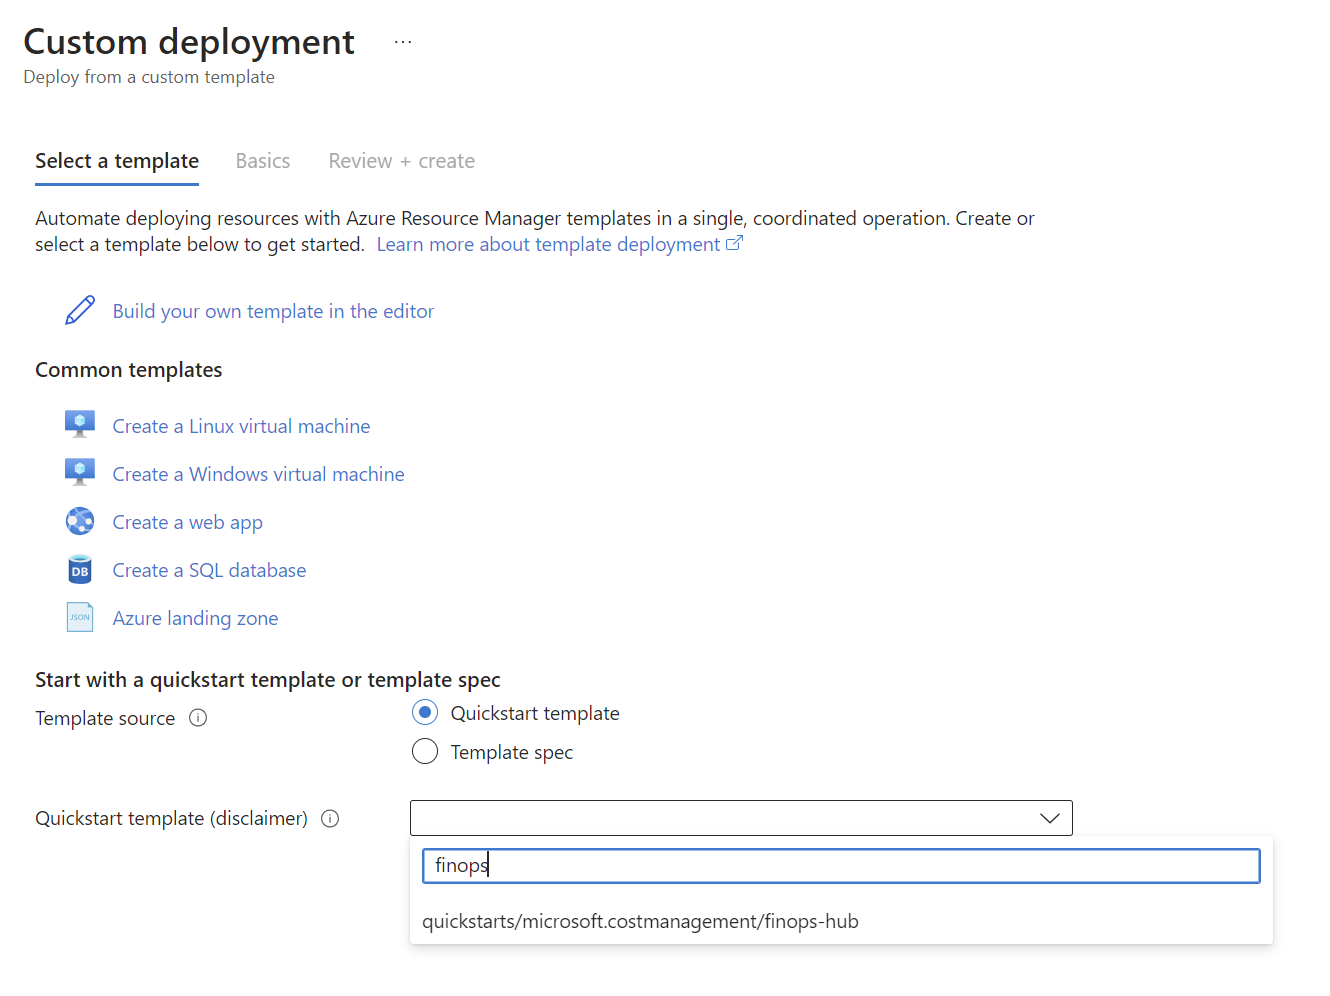 Custom deployment ...
Deploy from a custom template
Select a template Basics Review + create
Automate deploying resources with Azure Resource Manager templates in a single, coordinated operation. Create or
select a template below to get started. Learn more about template deployment
Build your own template in the editor
Common templates
Create a Linux virtual machine
Create a Windows virtual machine
Create a web app
DB Create a SQL database
JSON Azure landing zone
Start with a quickstart template or template spec
Template source Quickstart template
Template spec
Quickstart template (disclaimer)
finops
quickstarts/microsoft.costmanagement/finops-hub